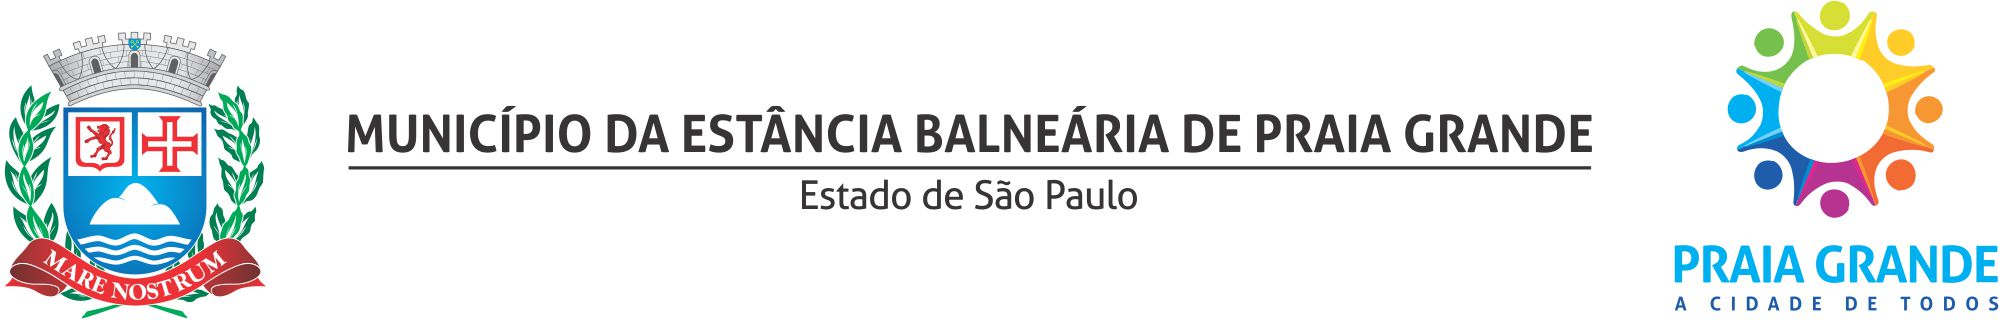 MARE NOSTRUM
MUNICÍPIO DA ESTÂNCIA BALNEÁRIA DE PRAIA GRANDE
Estado de São Paulo
PRAIA GRANDE
A CIDADE DE TODOS